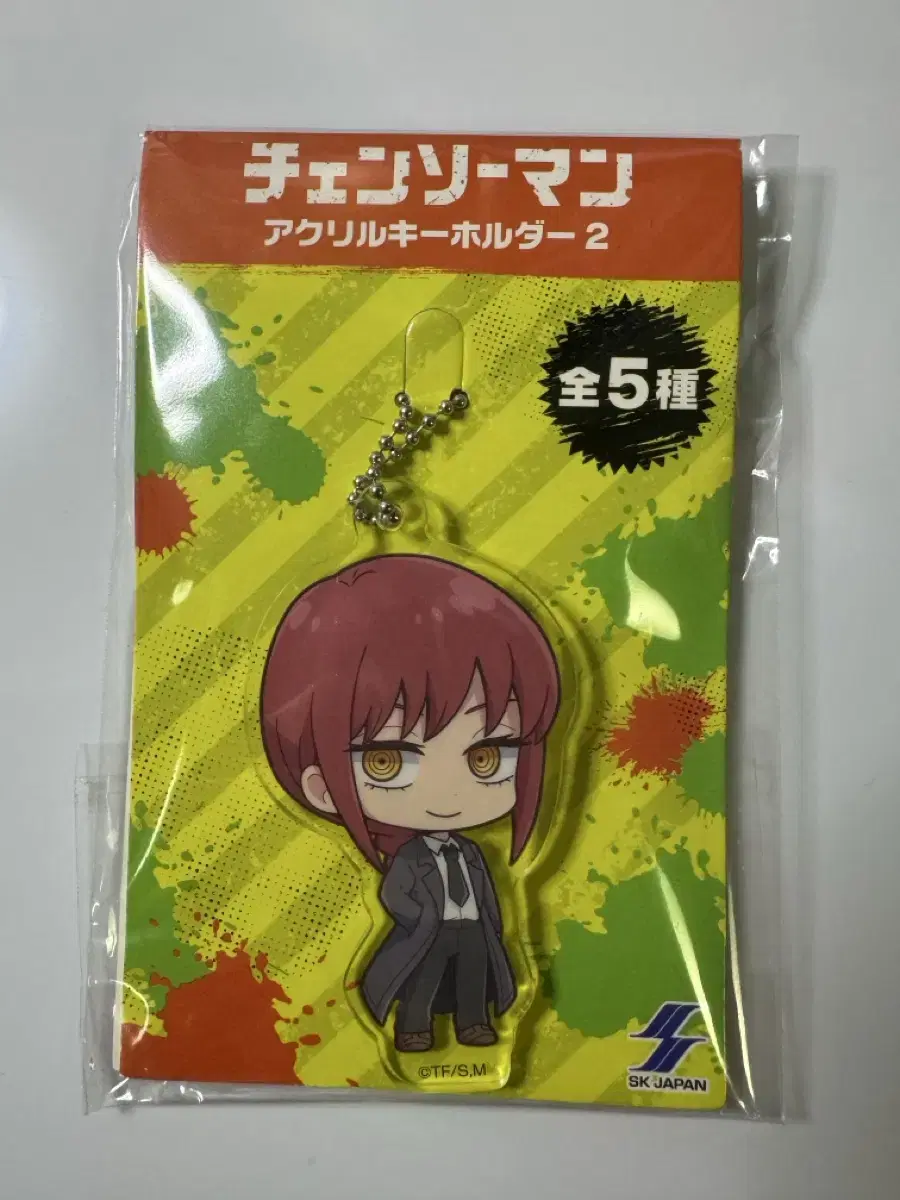 チェンソーマン
アクリルキーホルダー2
全5種
©TF/S,M
SK JAPAN